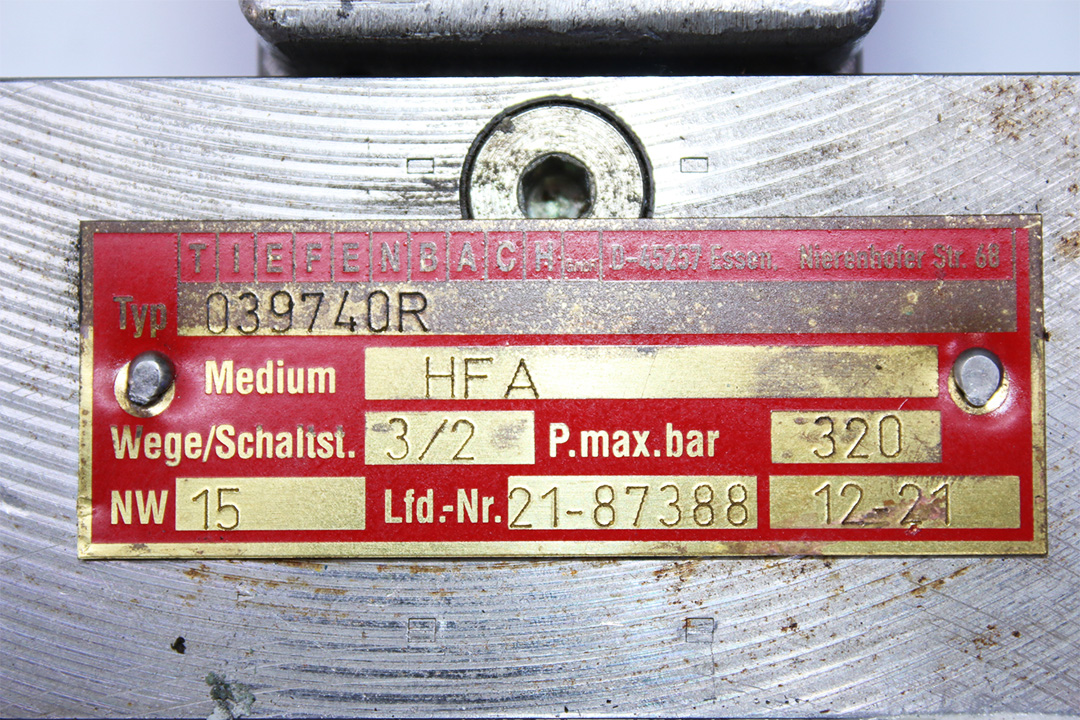 TIEFENBACH GmbH D-45257 Essen, Nierenhofer Str. 68
Typ 039740R
Medium HFA
Wege/Schaltst. 3/2 P.max.bar 320
NW 15 Lfd.-Nr. 21-87388 12-21